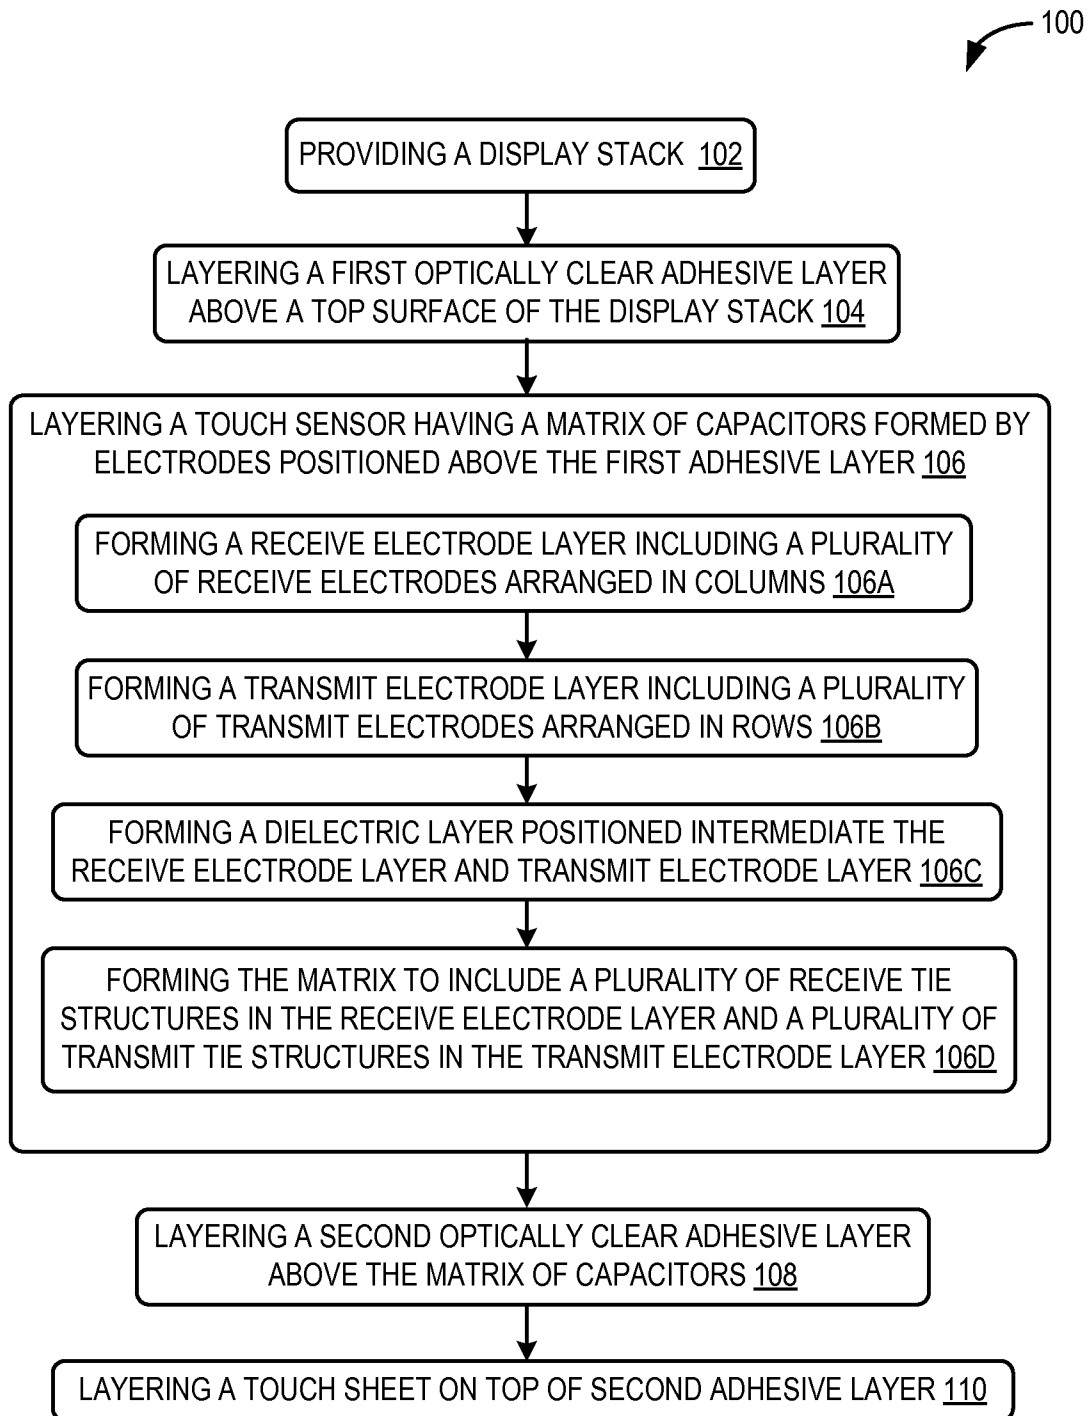 100
PROVIDING A DISPLAY STACK 102
LAYERING A FIRST OPTICALLY CLEAR ADHESIVE LAYER
ABOVE A TOP SURFACE OF THE DISPLAY STACK 104
LAYERING A TOUCH SENSOR HAVING A MATRIX OF CAPACITORS FORMED BY
ELECTRODES POSITIONED ABOVE THE FIRST ADHESIVE LAYER 106
FORMING A RECEIVE ELECTRODE LAYER INCLUDING A PLURALITY
OF RECEIVE ELECTRODES ARRANGED IN COLUMNS 106A
FORMING A TRANSMIT ELECTRODE LAYER INCLUDING A PLURALITY
OF TRANSMIT ELECTRODES ARRANGED IN ROWS 106B
FORMING A DIELECTRIC LAYER POSITIONED INTERMEDIATE THE
RECEIVE ELECTRODE LAYER AND TRANSMIT ELECTRODE LAYER 106C
FORMING THE MATRIX TO INCLUDE A PLURALITY OF RECEIVE TIE
STRUCTURES IN THE RECEIVE ELECTRODE LAYER AND A PLURALITY OF
TRANSMIT TIE STRUCTURES IN THE TRANSMIT ELECTRODE LAYER 106D
LAYERING A SECOND OPTICALLY CLEAR ADHESIVE LAYER
ABOVE THE MATRIX OF CAPACITORS 108
LAYERING A TOUCH SHEET ON TOP OF SECOND ADHESIVE LAYER 110